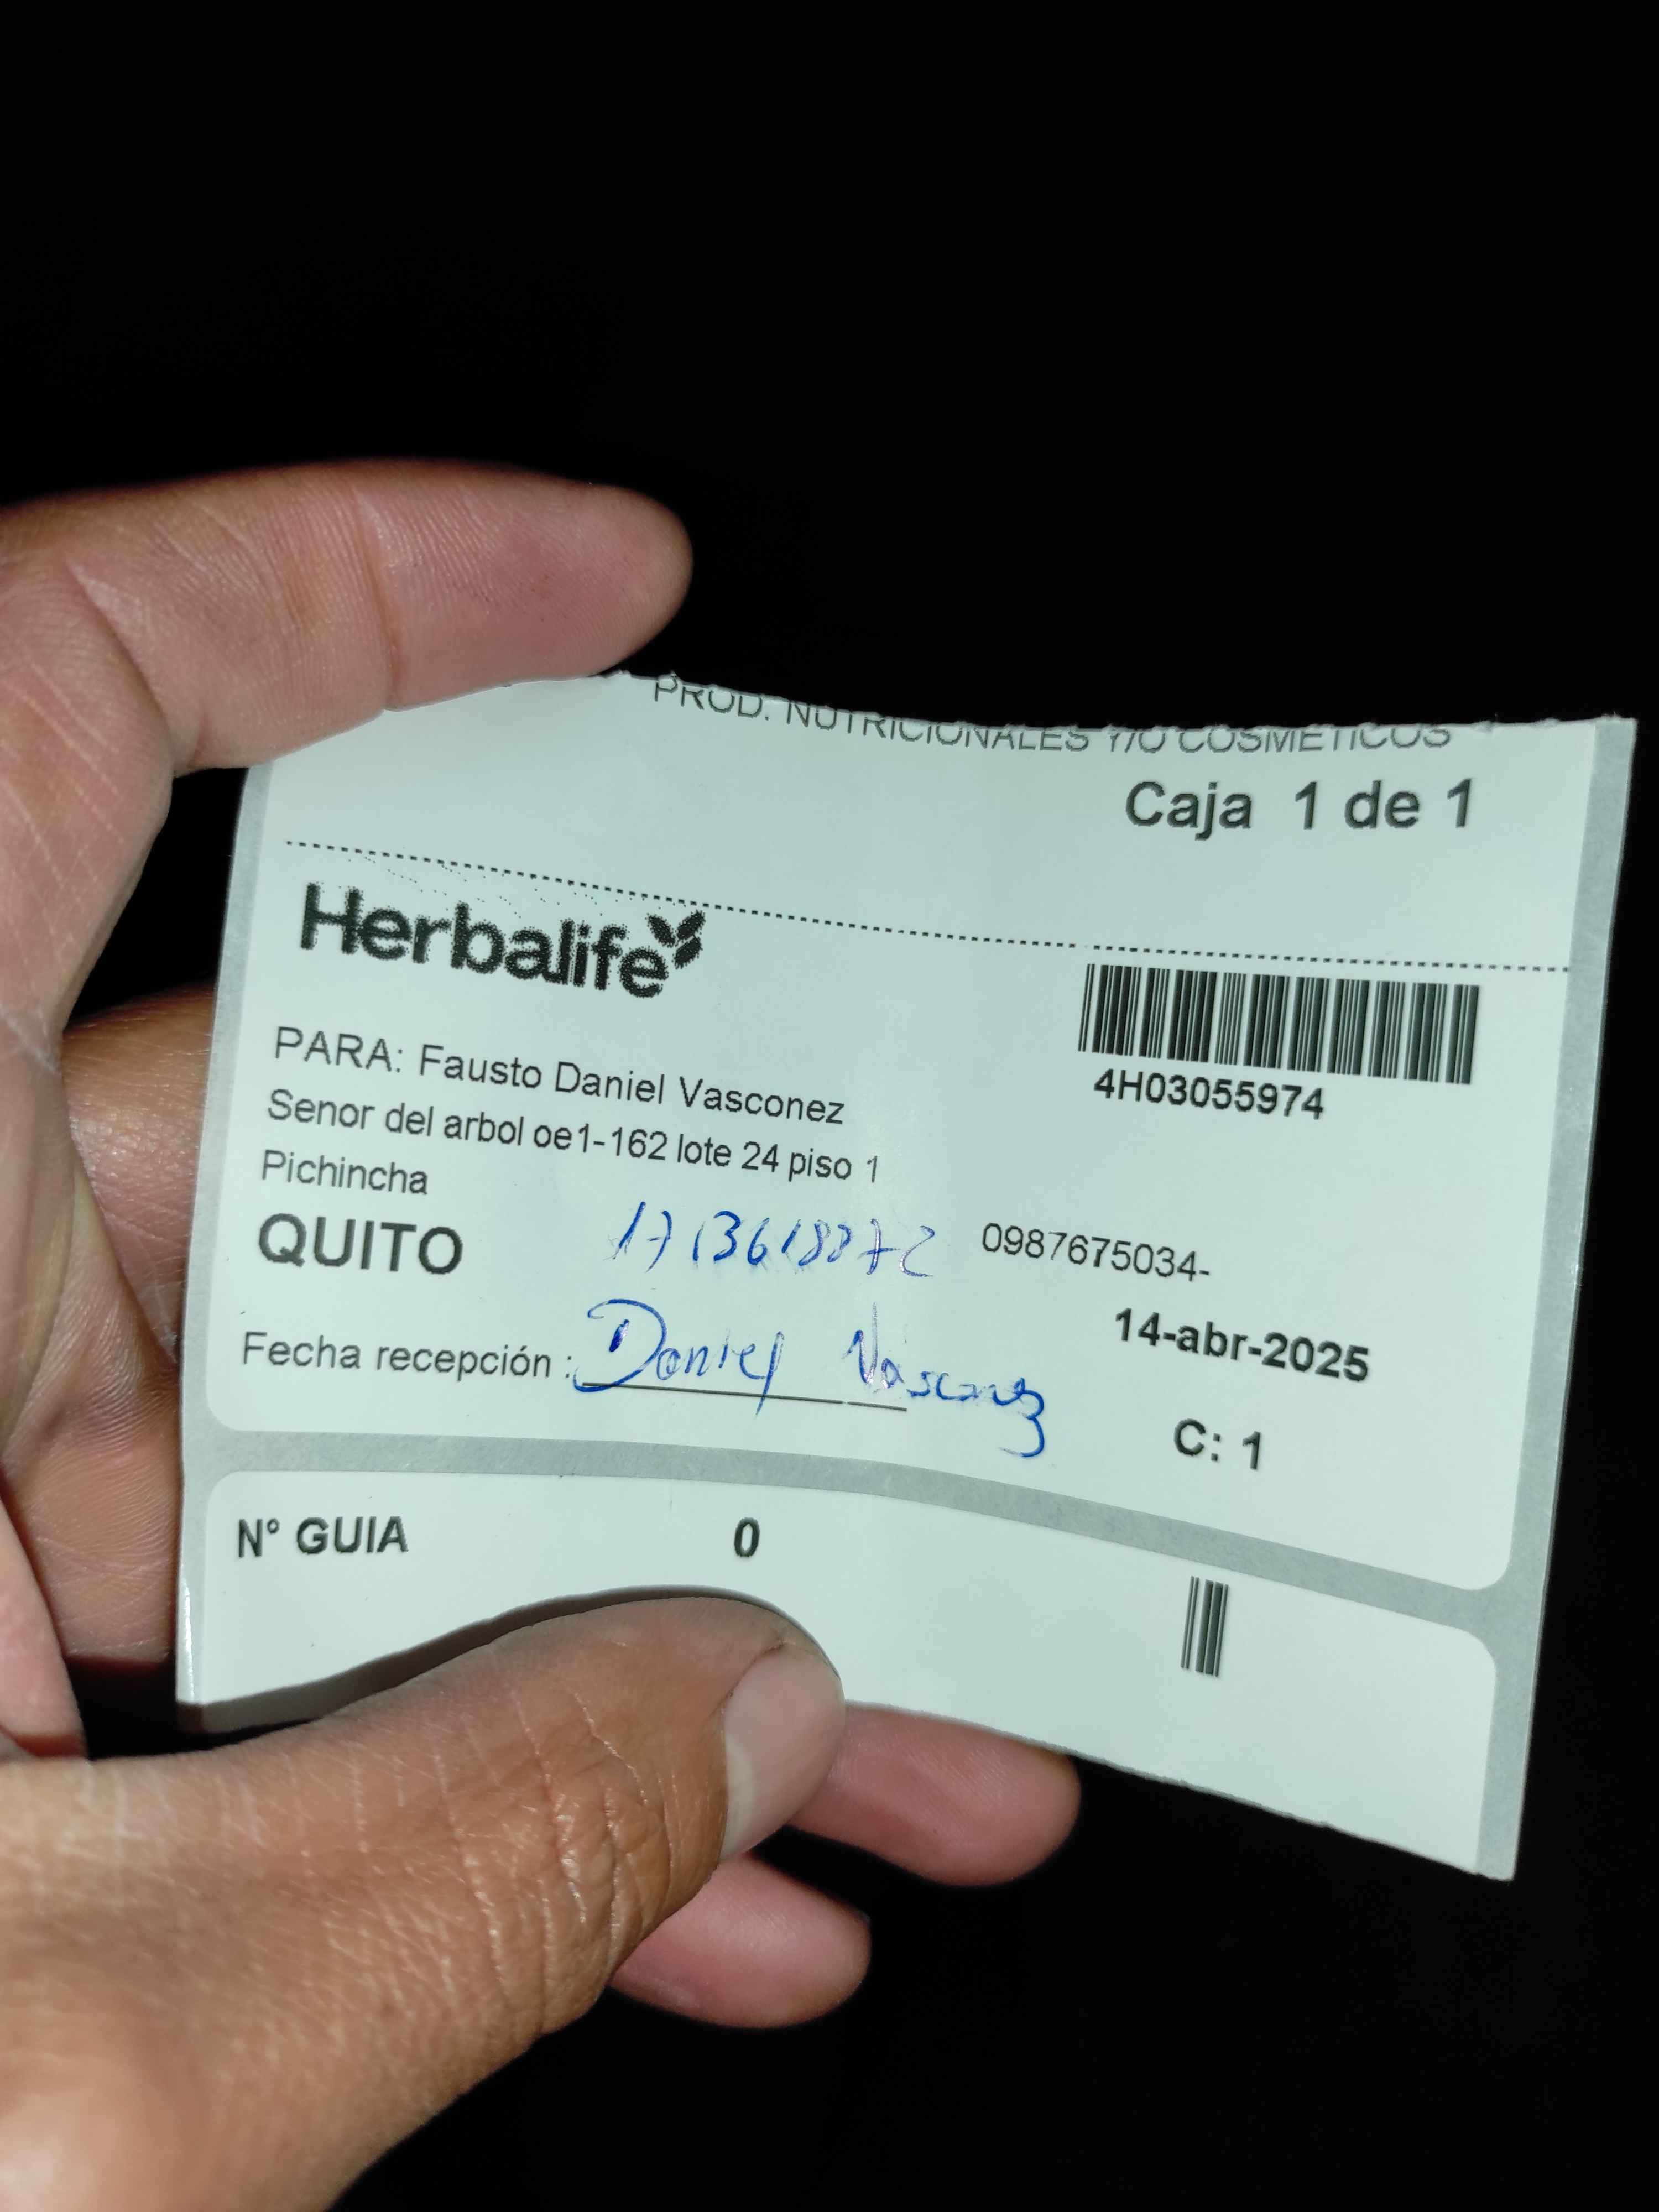 PROD. NUTRICIONALES Y/O COSMETICOS
Caja 1 de 1
Herbalife
4H03055974
PARA: Fausto Daniel Vasconez
Senor del arbol oe1-162 lote 24 piso 1
Pichincha
QUITO 0987675034-
14-abr-2025
Fecha recepción : Daniel Vasconez
C: 1
N° GUIA 0